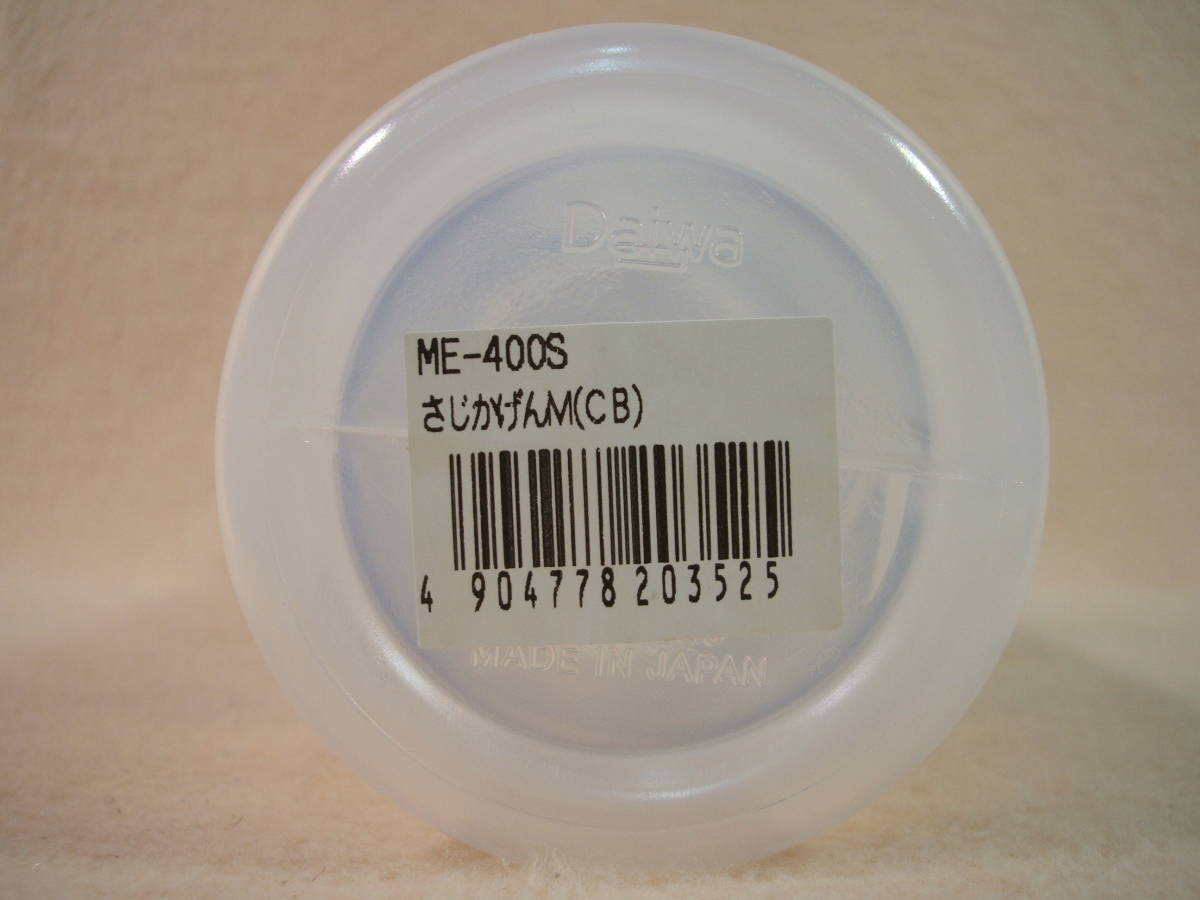 Daiwa
ME-400S
さじかげんM(CB)
4 904778 203525
MADE IN JAPAN